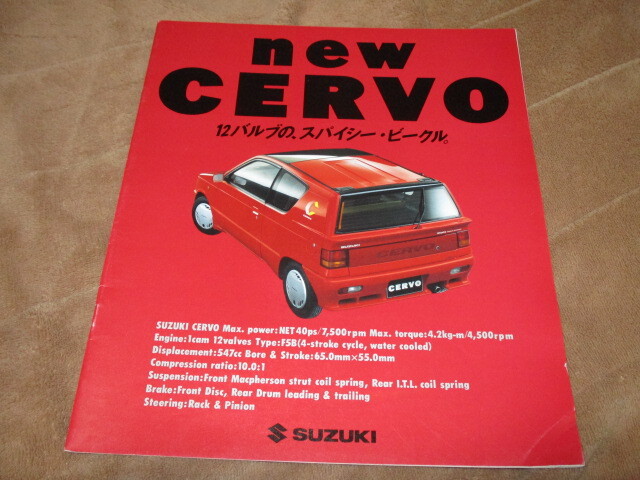 new
CERVO
12バルブの、スパイシー・ビークル。
SUZUKI
CERVO
CERVO
SUZUKI CERVO Max. power:NET40ps/7,500rpm Max. torque:4.2kg-m/4,500rpm
Engine:1cam 12valves Type:F5B(4-stroke cycle, water cooled)
Displacement:547cc Bore & Stroke:65.0mm×55.0mm
Compression ratio:10.0:1
Suspension:Front Macpherson strut coil spring, Rear I.T.L. coil spring
Brake:Front Disc, Rear Drum leading & trailing
Steering:Rack & Pinion
SUZUKI